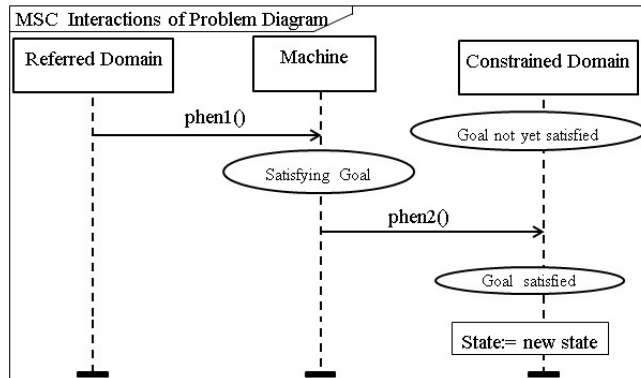 MSC Interactions of Problem Diagram
Referred Domain
Machine
Constrained Domain
phen1()
Goal not yet satisfied
Satisfying Goal
phen2()
Goal satisfied
State:= new state